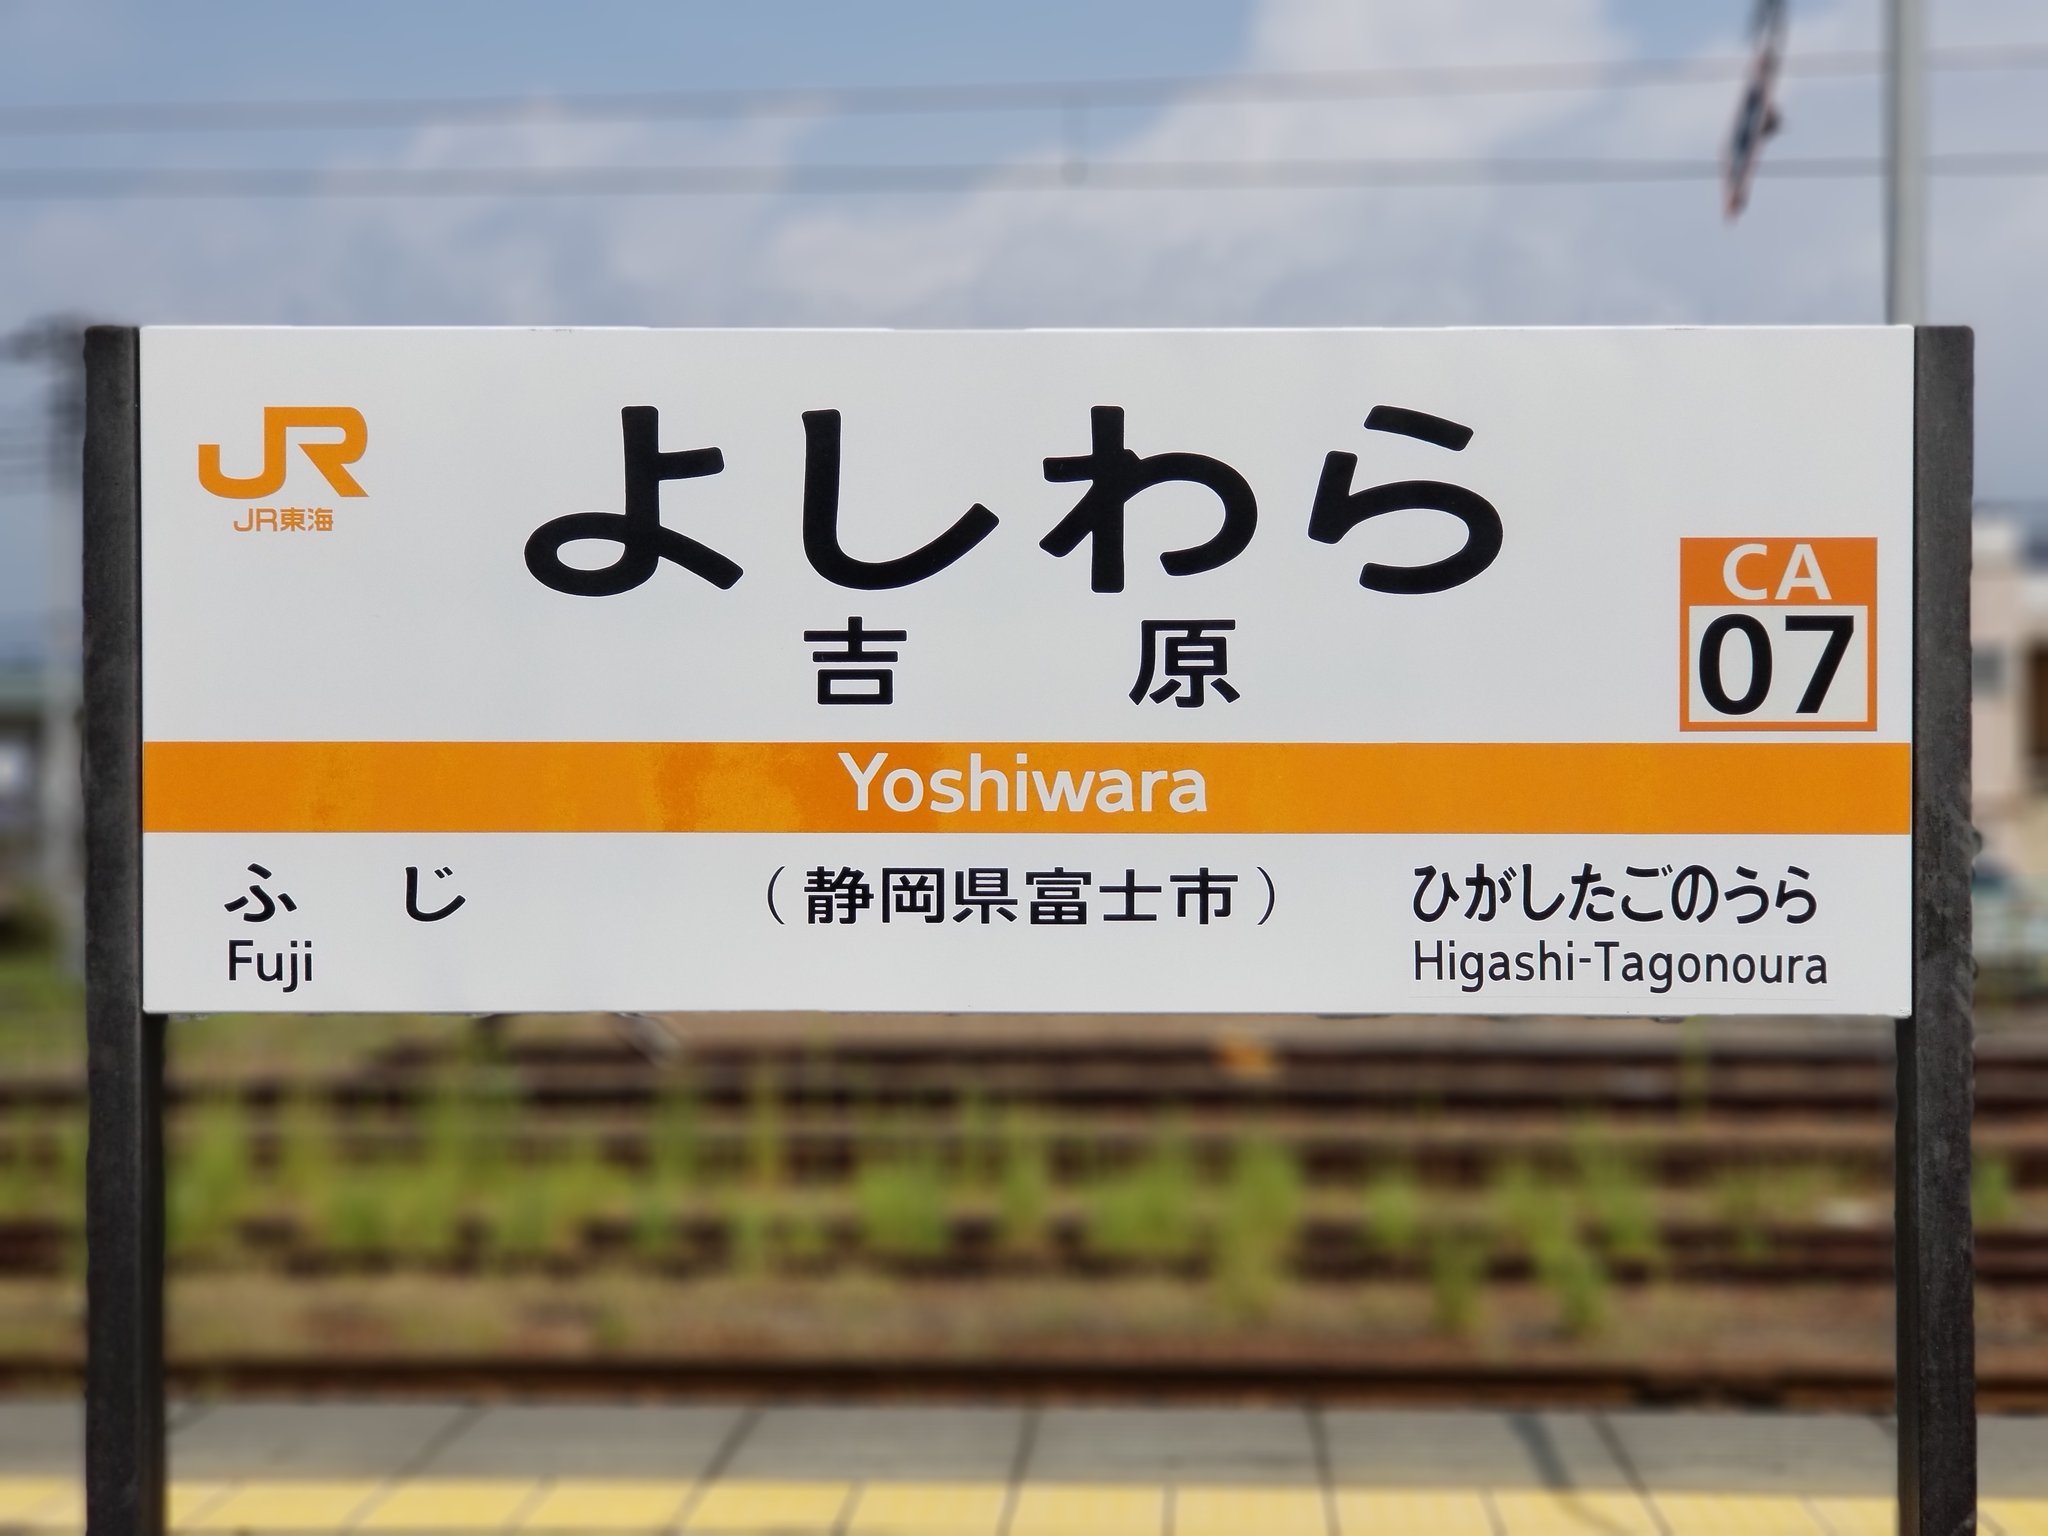 JR
JR東海
よしわら
吉原
CA
07
Yoshiwara
ふじ
Fuji
（静岡県富士市）
ひがしたごのうら
Higashi-Tagonoura